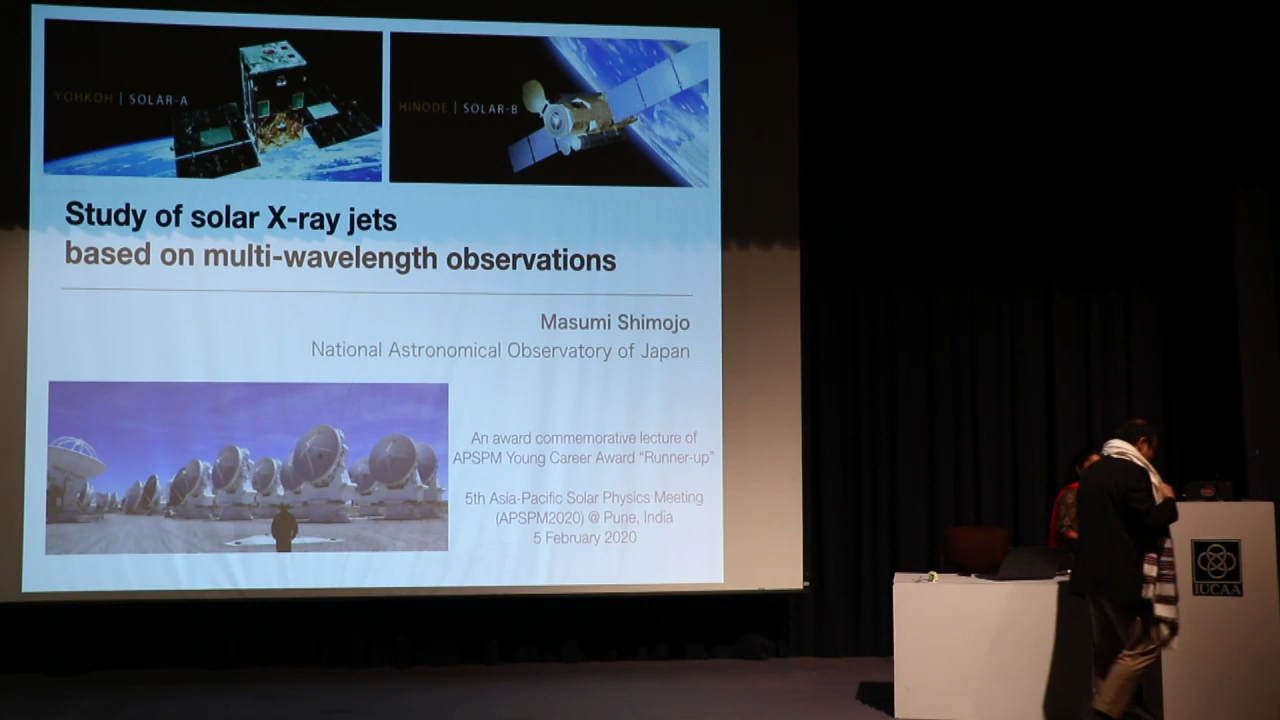 YOHKOH | SOLAR-A
HINODE | SOLAR-B
Study of solar X-ray jets
based on multi-wavelength observations
Masumi Shimojo
National Astronomical Observatory of Japan
An award commemorative lecture of
APSPM Young Career Award “Runner-up”
5th Asia-Pacific Solar Physics Meeting
(APSPM2020) @ Pune, India
5 February 2020
IUCAA